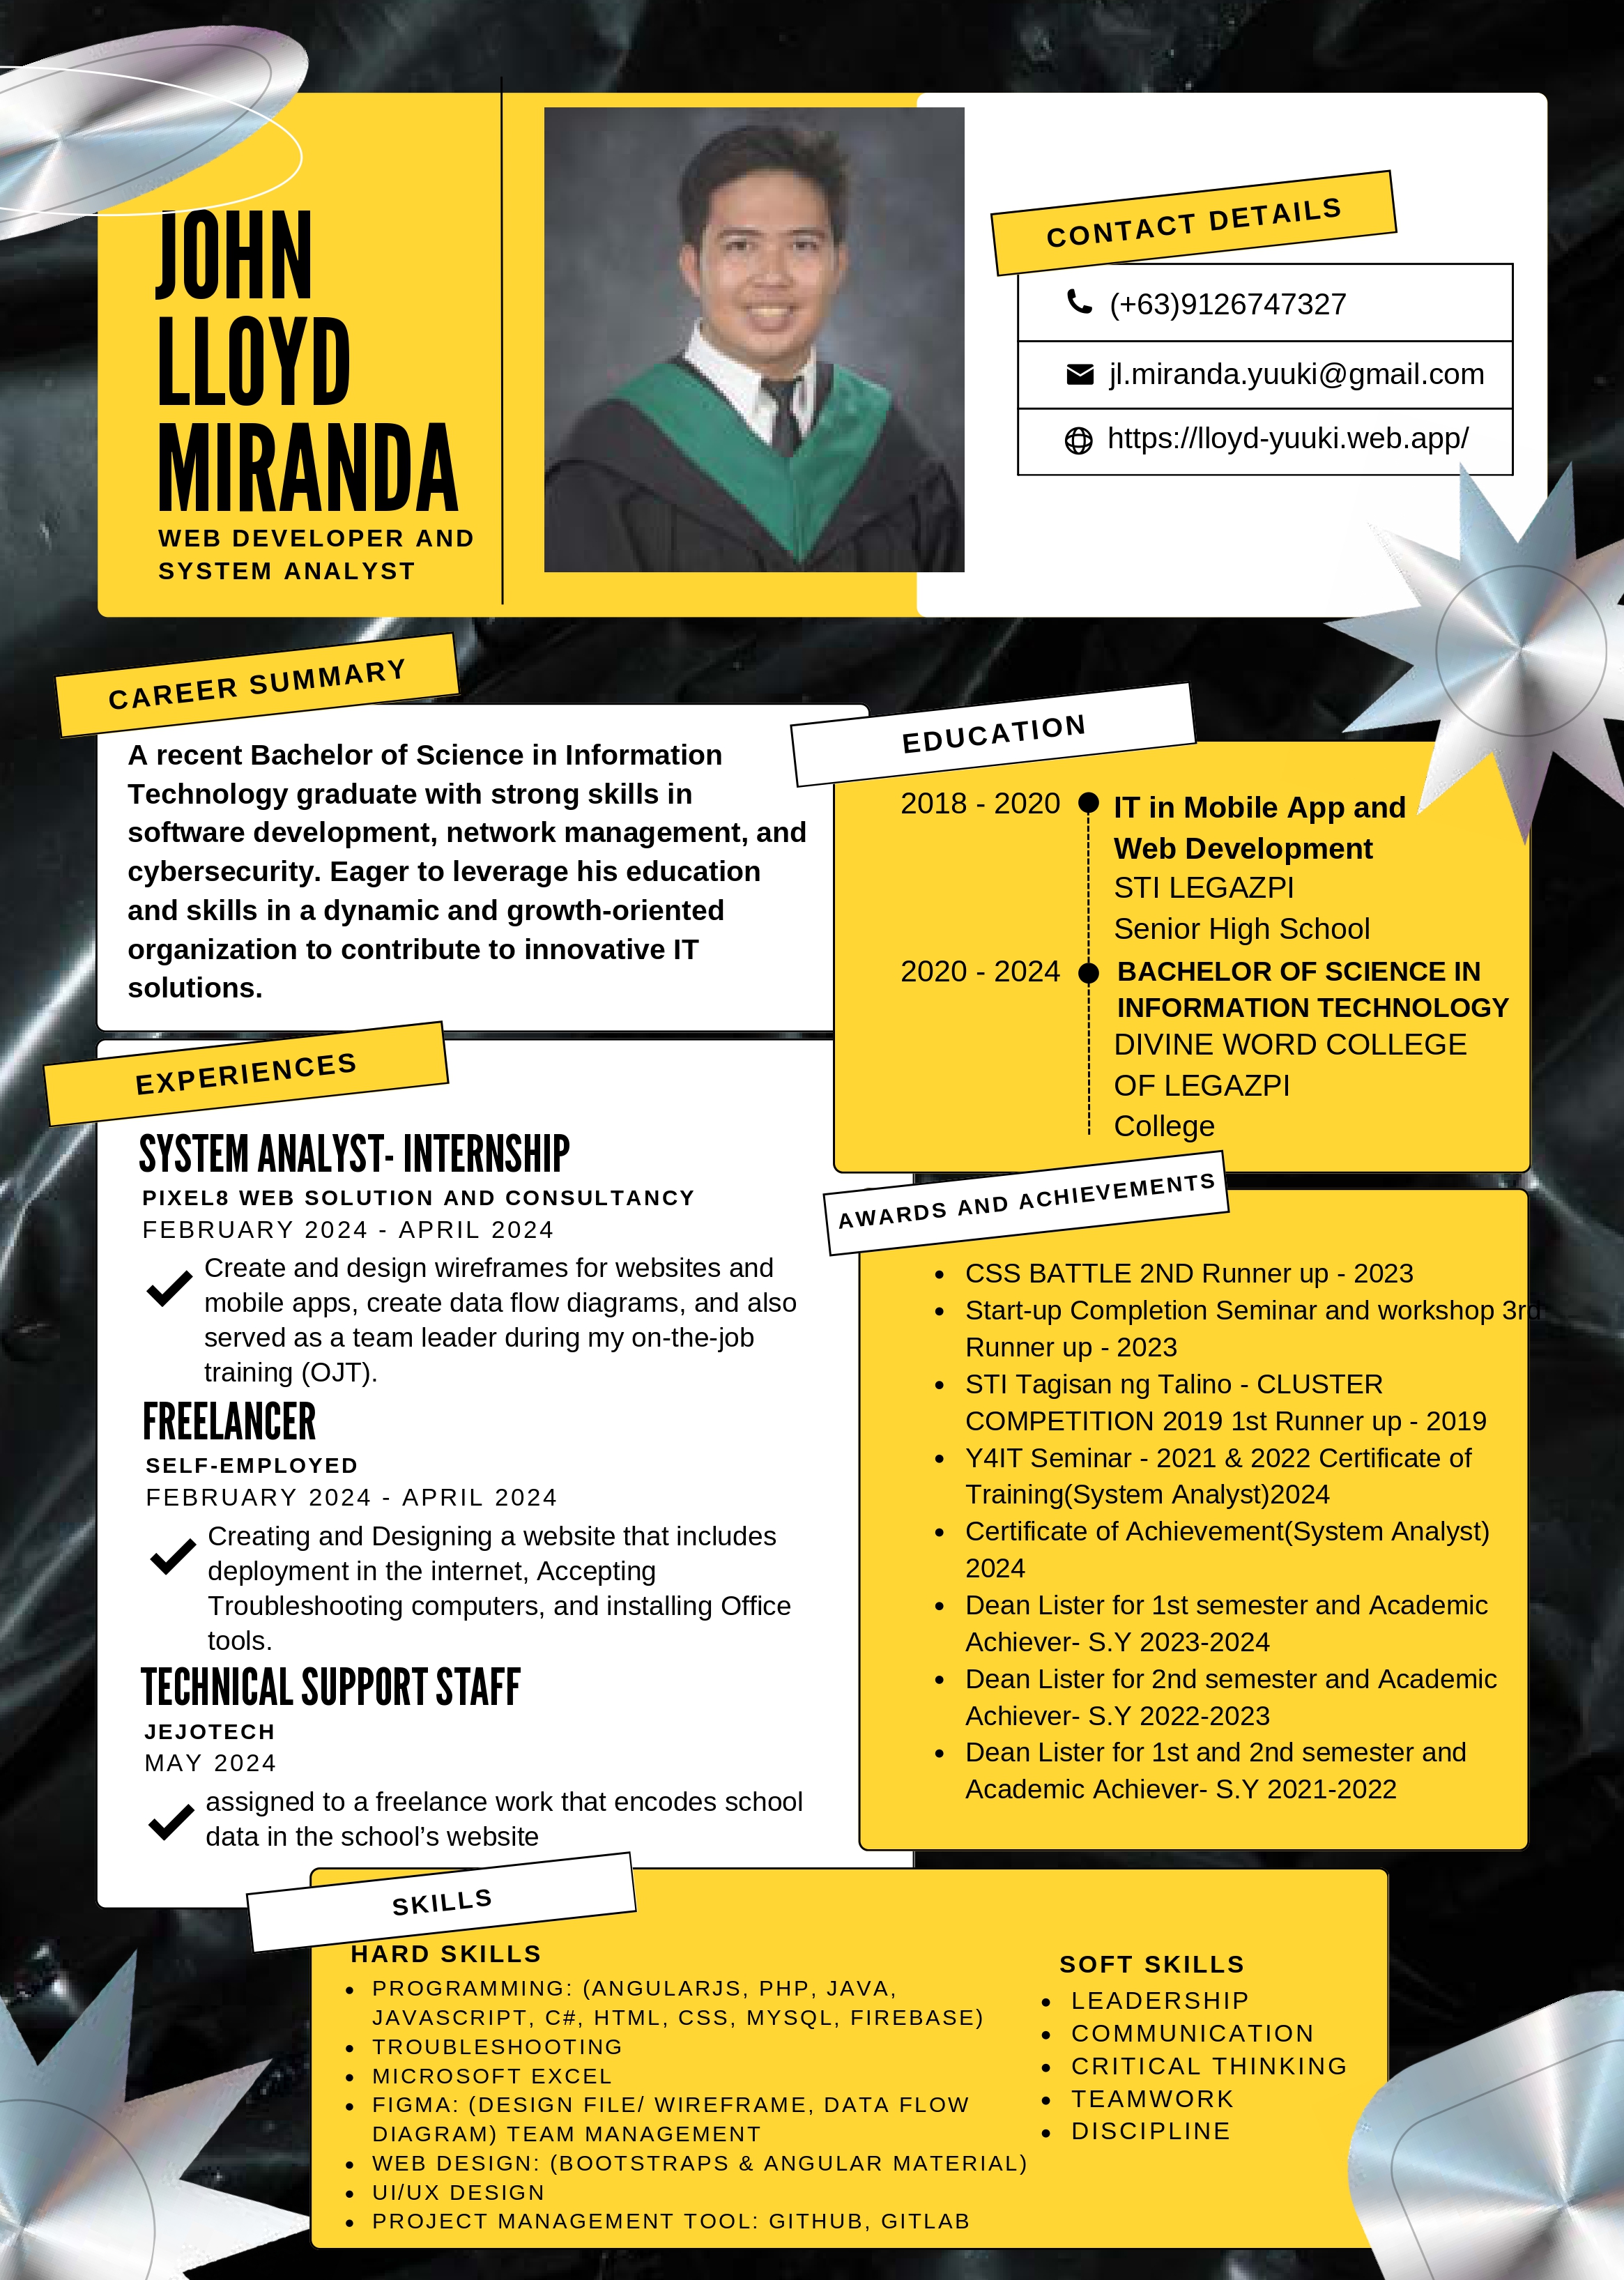 JOHN
LLOYD
MIRANDA
WEB DEVELOPER AND
SYSTEM ANALYST
CONTACT DETAILS
(+63)9126747327
jl.miranda.yuuki@gmail.com
https://lloyd-yuuki.web.app/
CAREER SUMMARY
A recent Bachelor of Science in Information
Technology graduate with strong skills in
software development, network management, and
cybersecurity. Eager to leverage his education
and skills in a dynamic and growth-oriented
organization to contribute to innovative IT
solutions.
EDUCATION
2018 - 2020
IT in Mobile App and
Web Development
STI LEGAZPI
Senior High School
2020 - 2024
BACHELOR OF SCIENCE IN
INFORMATION TECHNOLOGY
DIVINE WORD COLLEGE
OF LEGAZPI
College
EXPERIENCES
SYSTEM ANALYST- INTERNSHIP
PIXEL8 WEB SOLUTION AND CONSULTANCY
FEBRUARY 2024 - APRIL 2024
Create and design wireframes for websites and
mobile apps, create data flow diagrams, and also
served as a team leader during my on-the-job
training (OJT).
FREELANCER
SELF-EMPLOYED
FEBRUARY 2024 - APRIL 2024
Creating and Designing a website that includes
deployment in the internet, Accepting
Troubleshooting computers, and installing Office
tools.
TECHNICAL SUPPORT STAFF
JEJOTECH
MAY 2024
assigned to a freelance work that encodes school
data in the school’s website
AWARDS AND ACHIEVEMENTS
• CSS BATTLE 2ND Runner up - 2023
• Start-up Completion Seminar and workshop 3rd
Runner up - 2023
• STI Tagisan ng Talino - CLUSTER
COMPETITION 2019 1st Runner up - 2019
• Y4IT Seminar - 2021 & 2022 Certificate of
Training(System Analyst)2024
• Certificate of Achievement(System Analyst)
2024
• Dean Lister for 1st semester and Academic
Achiever- S.Y 2023-2024
• Dean Lister for 2nd semester and Academic
Achiever- S.Y 2022-2023
• Dean Lister for 1st and 2nd semester and
Academic Achiever- S.Y 2021-2022
SKILLS
HARD SKILLS
• PROGRAMMING: (ANGULARJS, PHP, JAVA,
JAVASCRIPT, C#, HTML, CSS, MYSQL, FIREBASE)
• TROUBLESHOOTING
• MICROSOFT EXCEL
• FIGMA: (DESIGN FILE/ WIREFRAME, DATA FLOW
DIAGRAM) TEAM MANAGEMENT
• WEB DESIGN: (BOOTSTRAPS & ANGULAR MATERIAL)
• UI/UX DESIGN
• PROJECT MANAGEMENT TOOL: GITHUB, GITLAB
SOFT SKILLS
• LEADERSHIP
• COMMUNICATION
• CRITICAL THINKING
• TEAMWORK
• DISCIPLINE